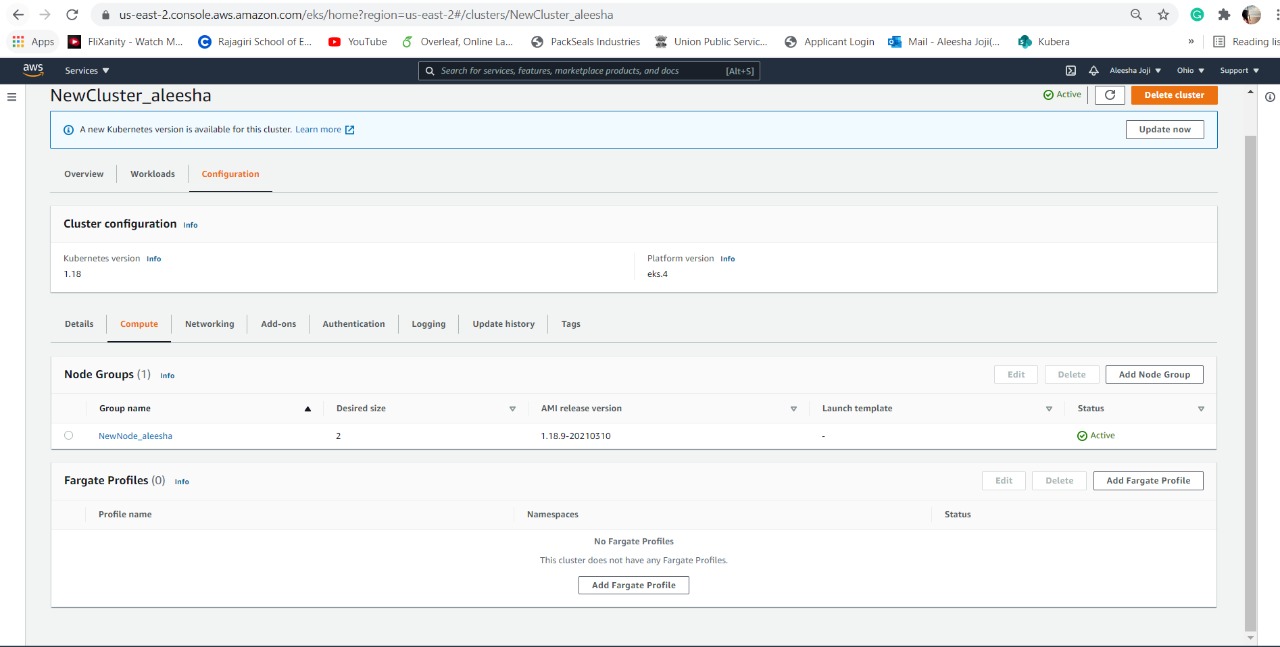 us-east-2.console.aws.amazon.com/eks/home?region=us-east-2#/clusters/NewCluster_aleesha
Apps FliXanity - Watch M... Rajagiri School of E... YouTube Overleaf, Online La... PackSeals Industries Union Public Servic... Applicant Login Mail - Aleesha Joji(... Kubera » Reading lis
aws Services ▼ Search for services, features, marketplace products, and docs [Alt+S] Aleesha Joji ▼ Ohio ▼ Support ▼
NewCluster_aleesha Active Delete cluster
A new Kubernetes version is available for this cluster. Learn more Update now
Overview Workloads Configuration
Cluster configuration Info
Kubernetes version Info Platform version Info
1.18 eks.4
Details Compute Networking Add-ons Authentication Logging Update history Tags
Node Groups (1) Info Edit Delete Add Node Group
Group name Desired size AMI release version Launch template Status
NewNode_aleesha 2 1.18.9-20210310 - Active
Fargate Profiles (0) Info Edit Delete Add Fargate Profile
Profile name Namespaces Status
No Fargate Profiles
This cluster does not have any Fargate Profiles.
Add Fargate Profile